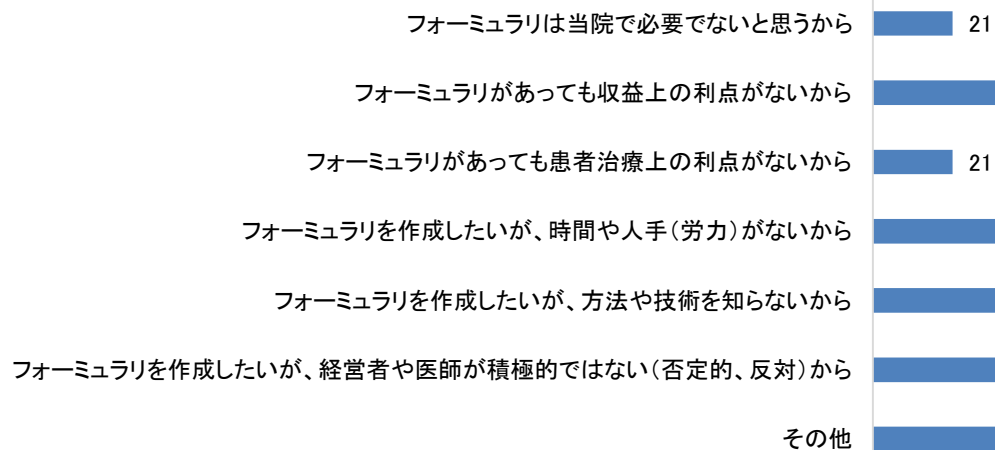 フォーミュラリは当院で必要でないと思うから 21
フォーミュラリがあっても収益上の利点がないから
フォーミュラリがあっても患者治療上の利点がないから 21
フォーミュラリを作成したいが、時間や人手(労力)がないから
フォーミュラリを作成したいが、方法や技術を知らないから
フォーミュラリを作成したいが、経営者や医師が積極的ではない(否定的、反対)から
その他